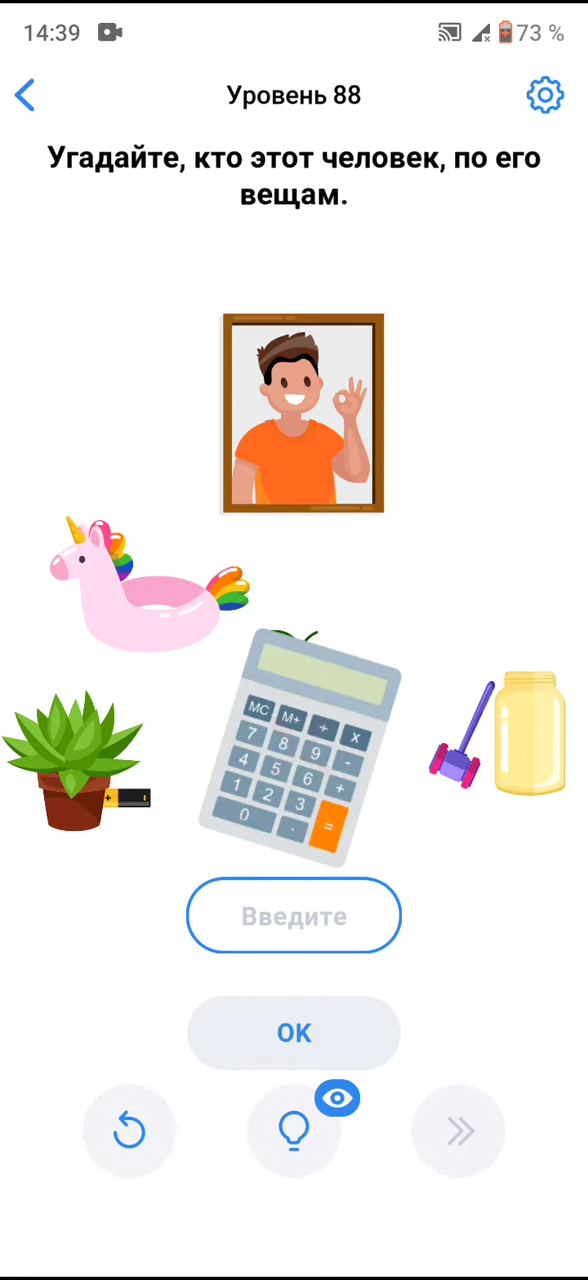 14:39 73 %
Уровень 88
Угадайте, кто этот человек, по его
вещам.
MC M+ ÷ x
7 8 9 -
4 5 6 +
1 2 3 =
0 .
Введите
OK